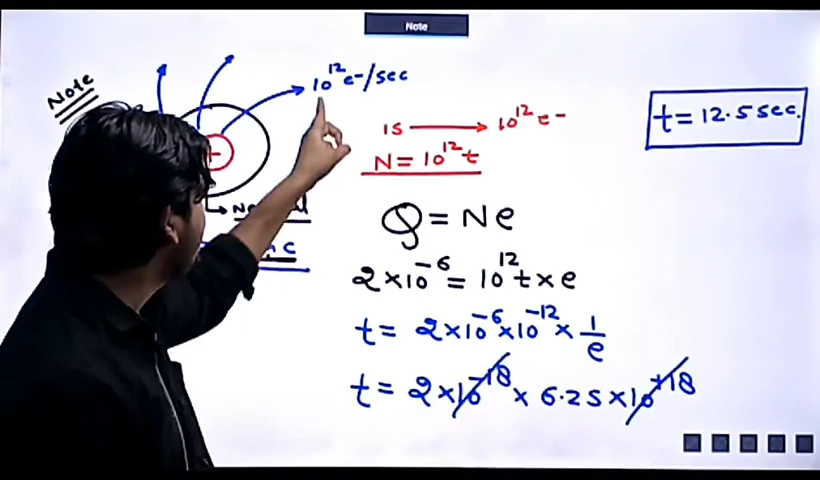 Note
Note
10¹² e-/sec
1s → 10¹² e-
N = 10¹² t
t = 12.5 sec.
Q = Ne
2×10⁻⁶ = 10¹² t × e
t = 2×10⁻⁶×10⁻¹² × 1/e
t = 2×10⁻¹⁸ × 6.25×10⁺¹⁸